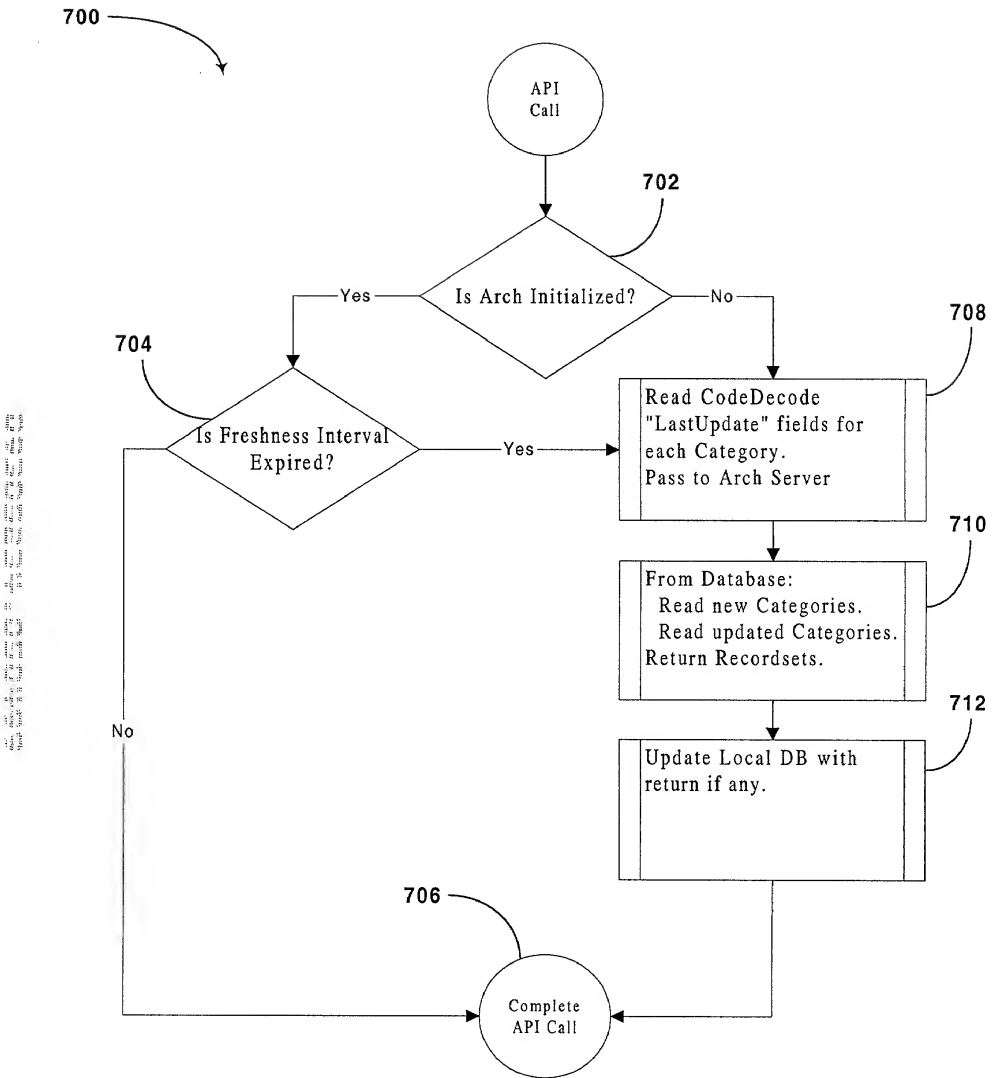 700
API
Call
702
Is Arch Initialized?
Yes
No
704
708
Is Freshness Interval
Expired?
Yes
Read CodeDecode
"LastUpdate" fields for
each Category.
Pass to Arch Server
710
From Database:
Read new Categories.
Read updated Categories.
Return Recordsets.
712
No
Update Local DB with
return if any.
706
Complete
API Call